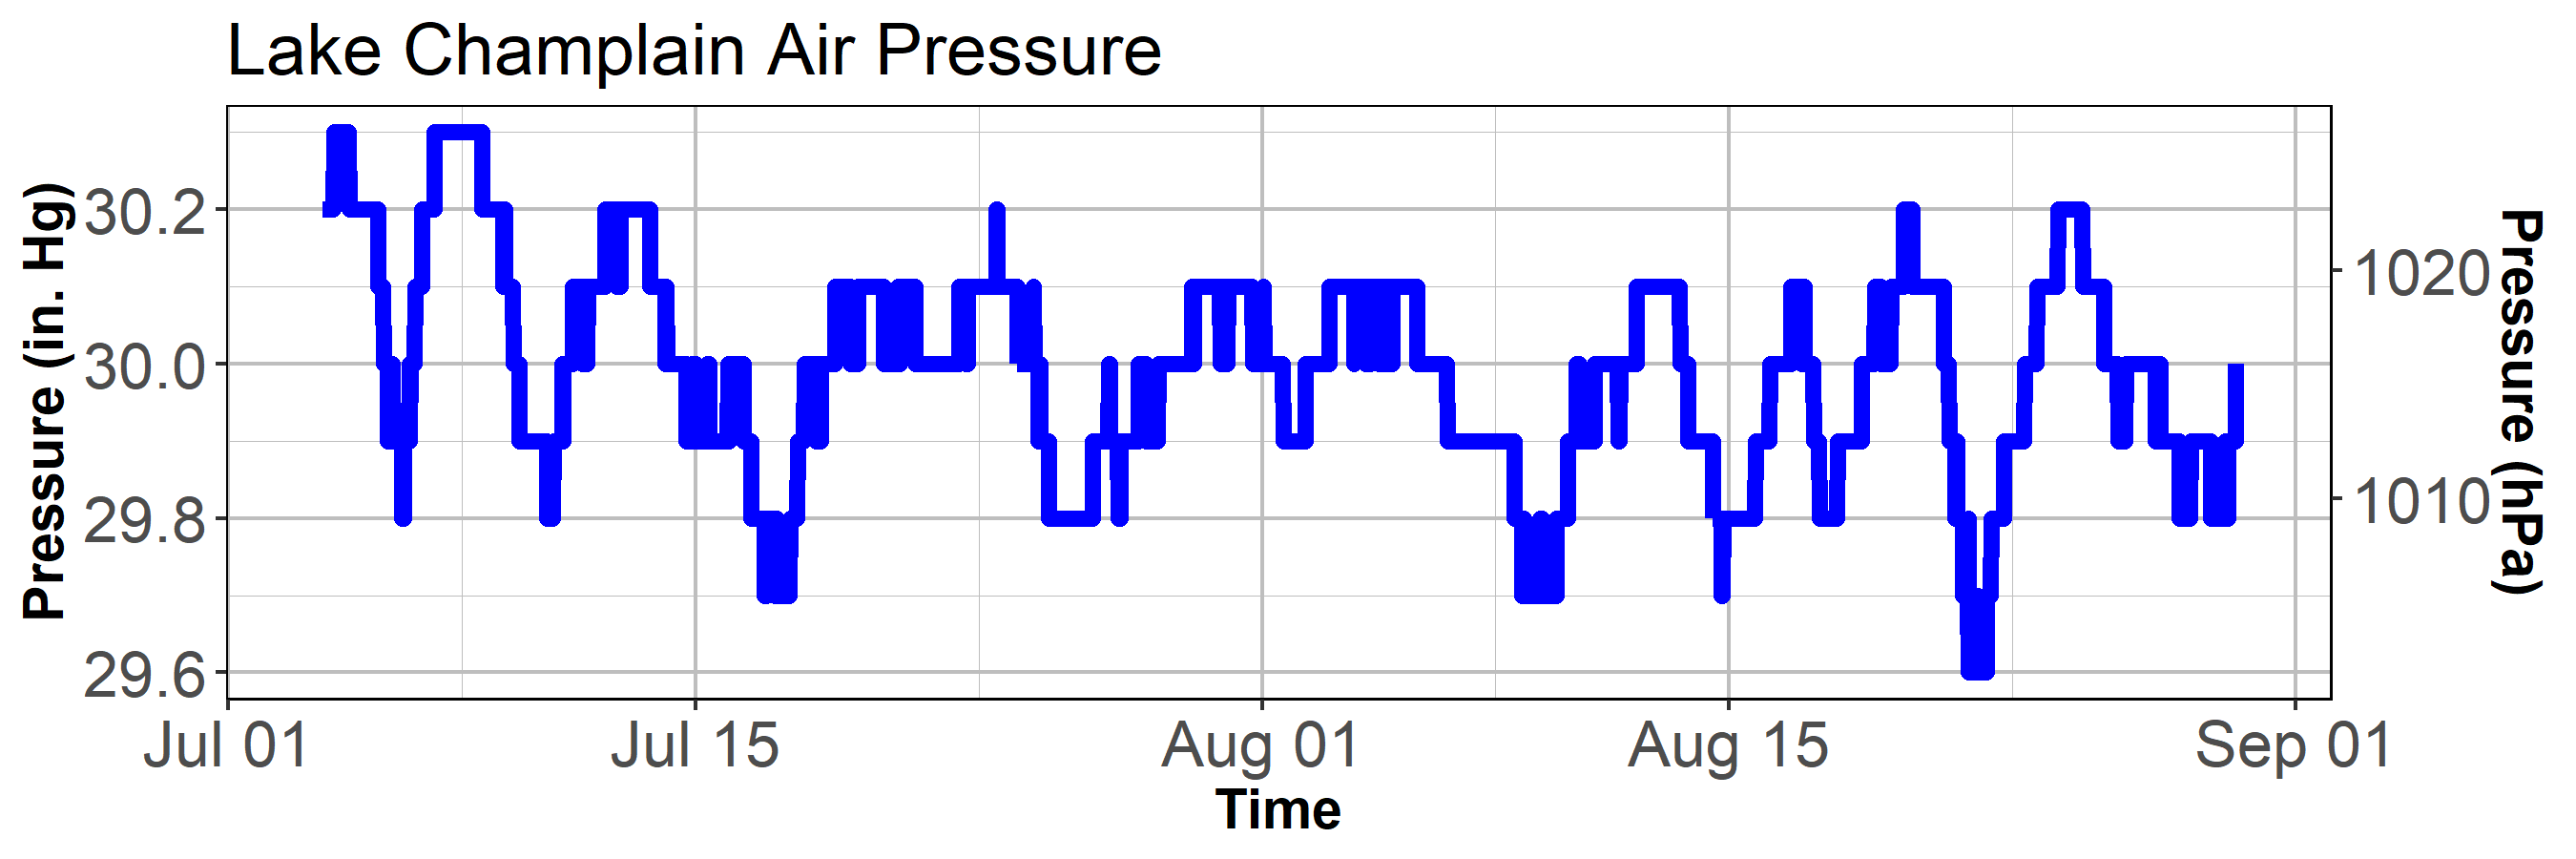 Lake Champlain Air Pressure
Pressure (in. Hg)
30.2
30.0
29.8
29.6
1020
1010
Pressure (hPa)
Jul 01 Jul 15 Aug 01 Aug 15 Sep 01
Time